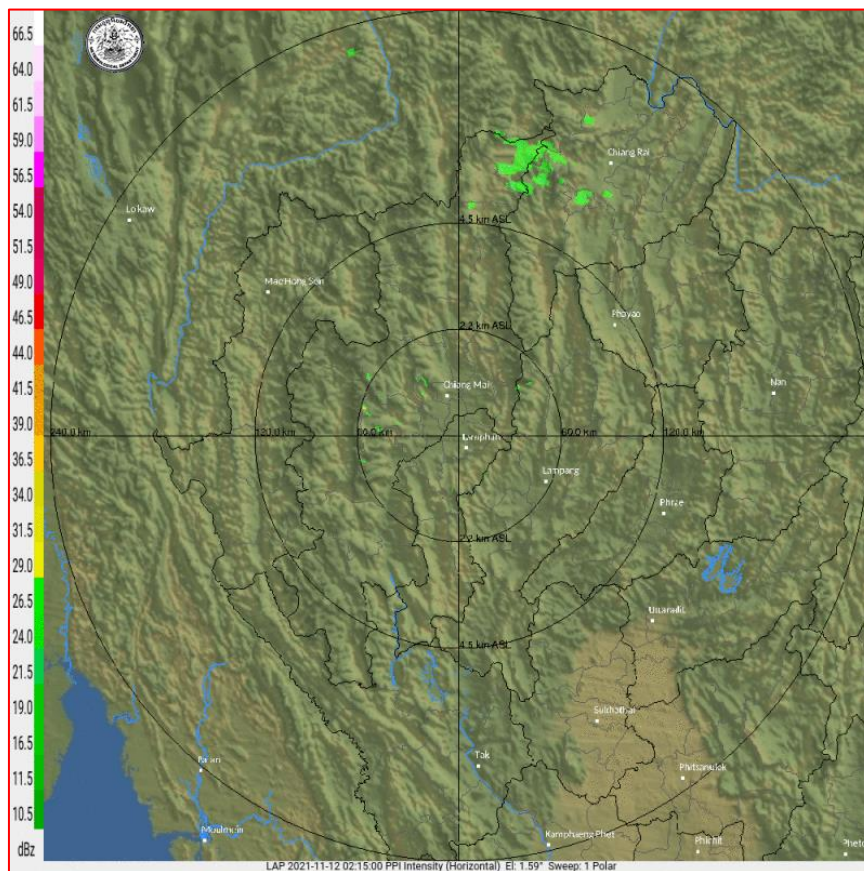 66.5
64.0
61.5
59.0
56.5
54.0
51.5
49.0
46.5
44.0
41.5
39.0
36.5
34.0
31.5
29.0
26.5
24.0
21.5
19.0
16.5
11.5
10.5
dBz
Chiang Rai
Loikaw
4.5 km ASL
Mae Hong Son
Phayao
2.2 km ASL
Chiang Mai
Nan
240.0 km
120.0 km
60.0 km
60.0 km
120.0 km
Lamphun
Lampang
Phrae
2.2 km ASL
Uttaradit
4.5 km ASL
Sukhothai
Tak
Phitsanulok
Pa'an
Moulmein
Kamphaeng Phet
Phichit
LAP 2021-11-12 02:15:00 PPI Intensity (Horizontal) El: 1.59° Sweep: 1 Polar